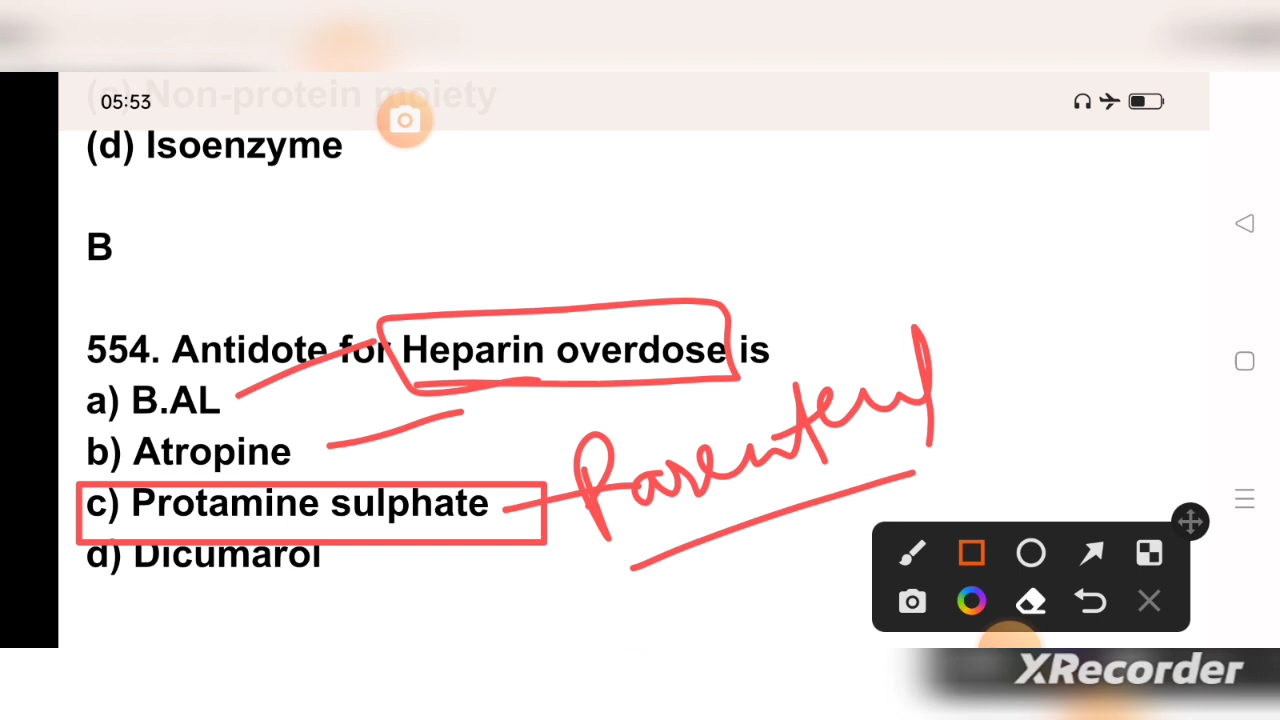 (c) Non-protein moiety
05:53
(d) Isoenzyme
B
554. Antidote for Heparin overdose is
a) B.AL
b) Atropine
c) Protamine sulphate
d) Dicumarol
Parenteral
XRecorder